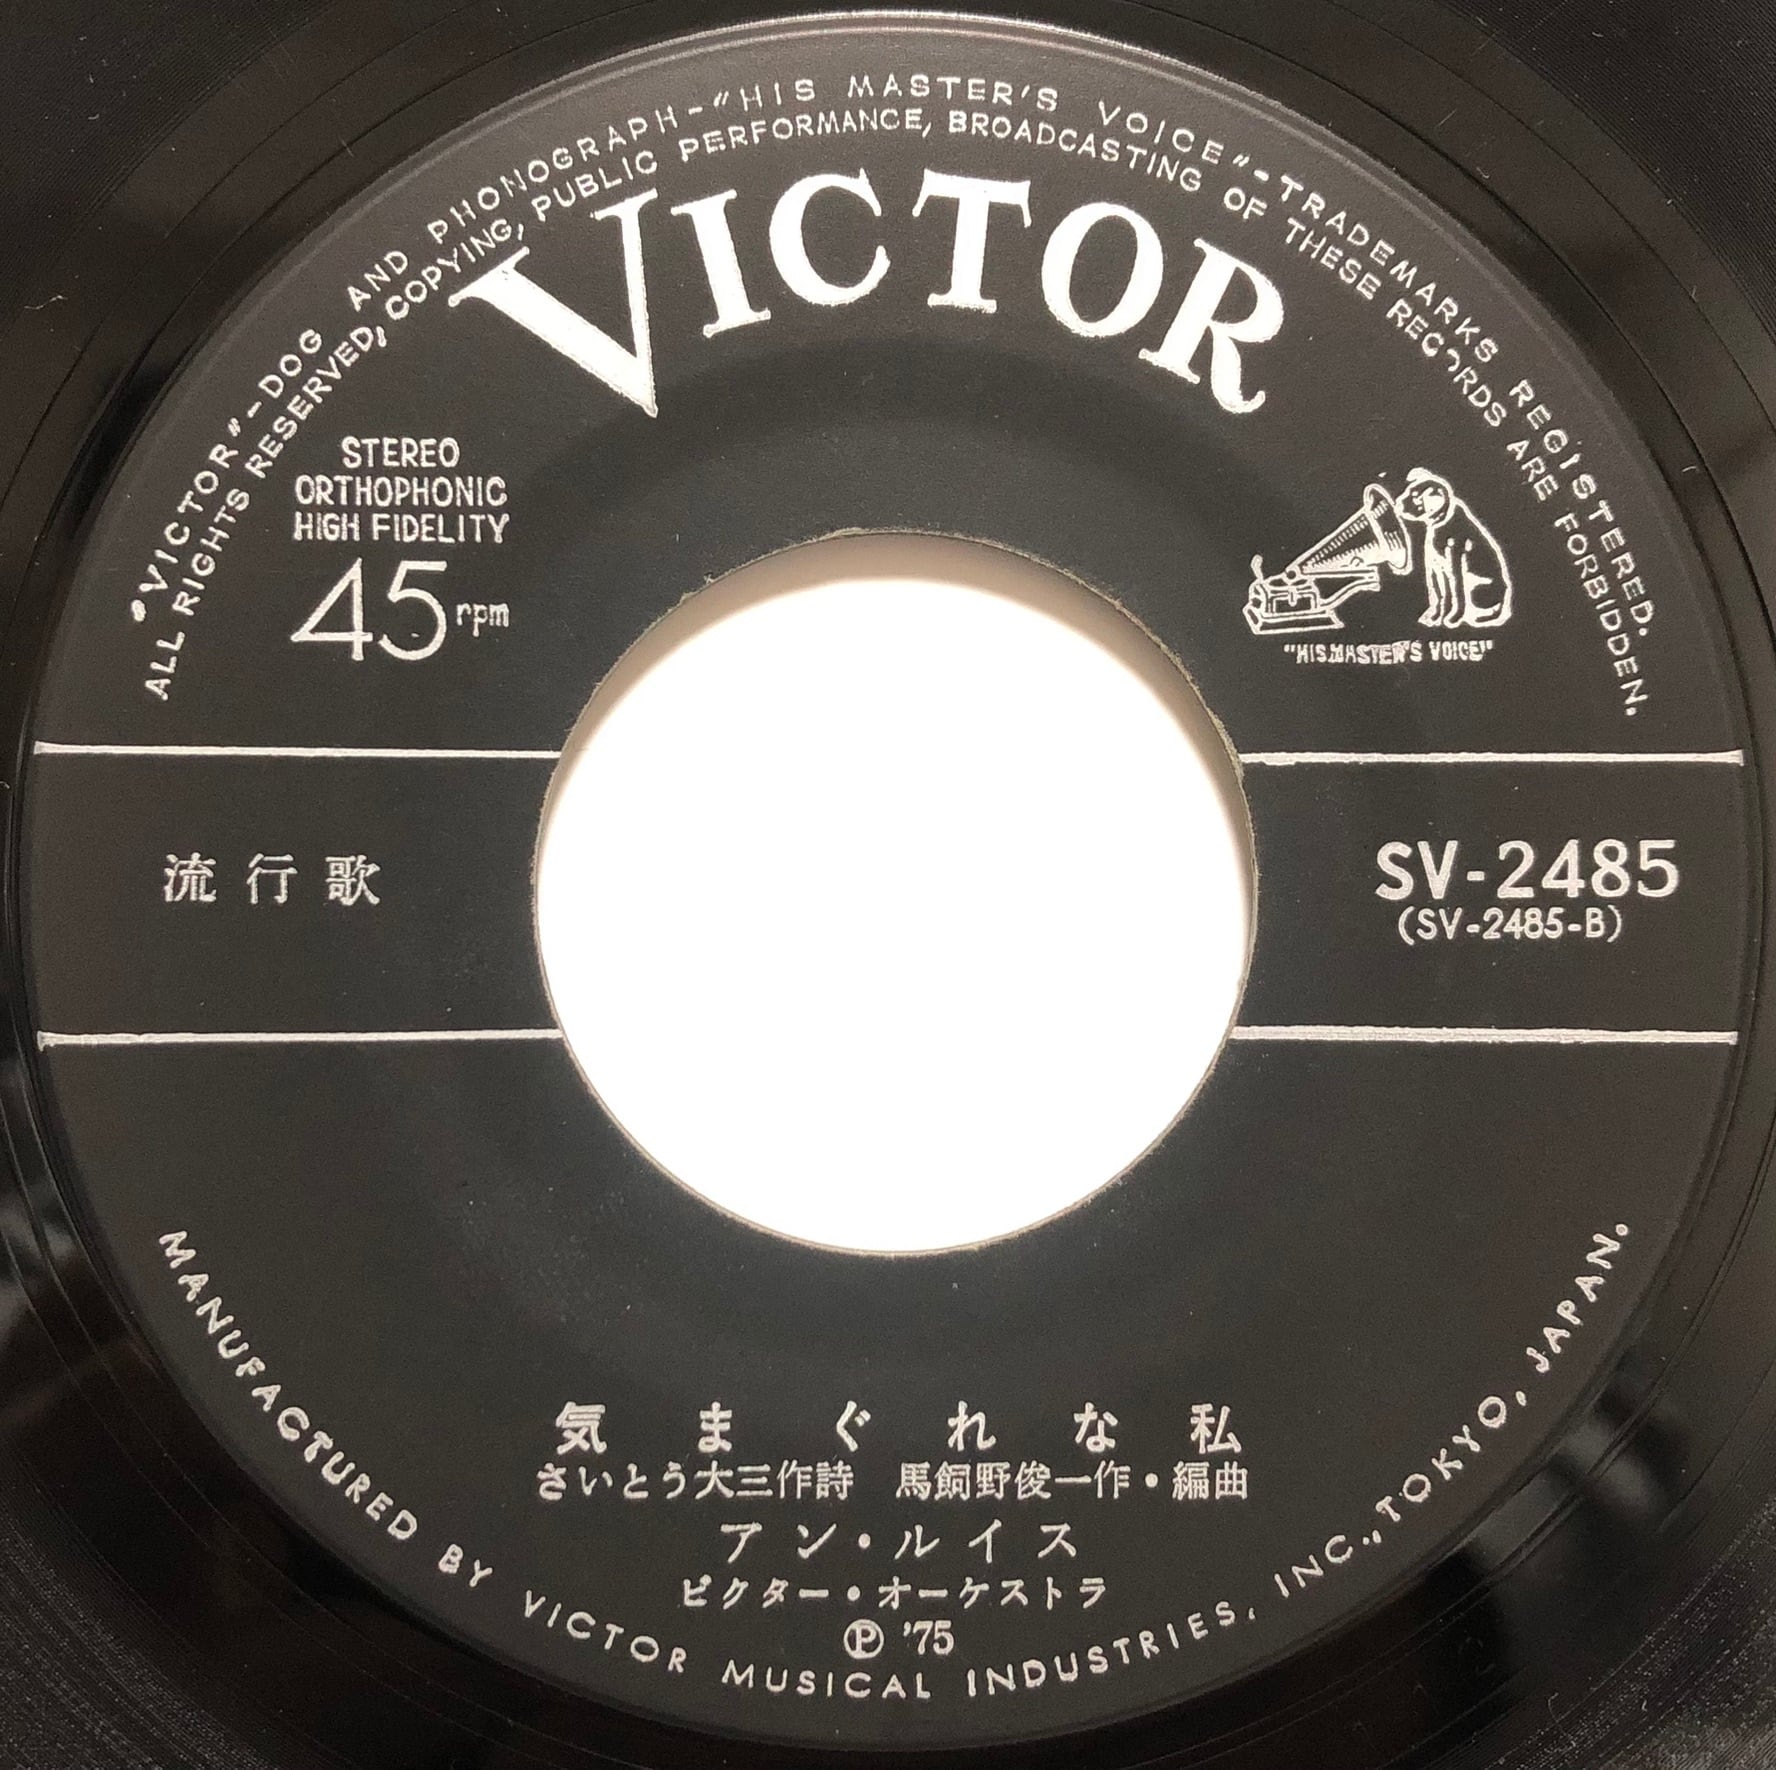 "VICTOR"-DOG AND PHONOGRAPH-"HIS MASTER'S VOICE"-TRADEMARKS REGISTERED.
ALL RIGHTS RESERVED, COPYING, PUBLIC PERFORMANCE, BROADCASTING OF THESE RECORDS ARE FORBIDDEN.
VICTOR
STEREO
ORTHOPHONIC
HIGH FIDELITY
45 rpm
"HIS MASTER'S VOICE"
流行歌
SV-2485
(SV-2485-B)
気まぐれな私
さいとう大三作詩 馬飼野俊一作・編曲
アン・ルイス
ビクター・オーケストラ
Ⓟ '75
MANUFACTURED BY VICTOR MUSICAL INDUSTRIES, INC., TOKYO, JAPAN.